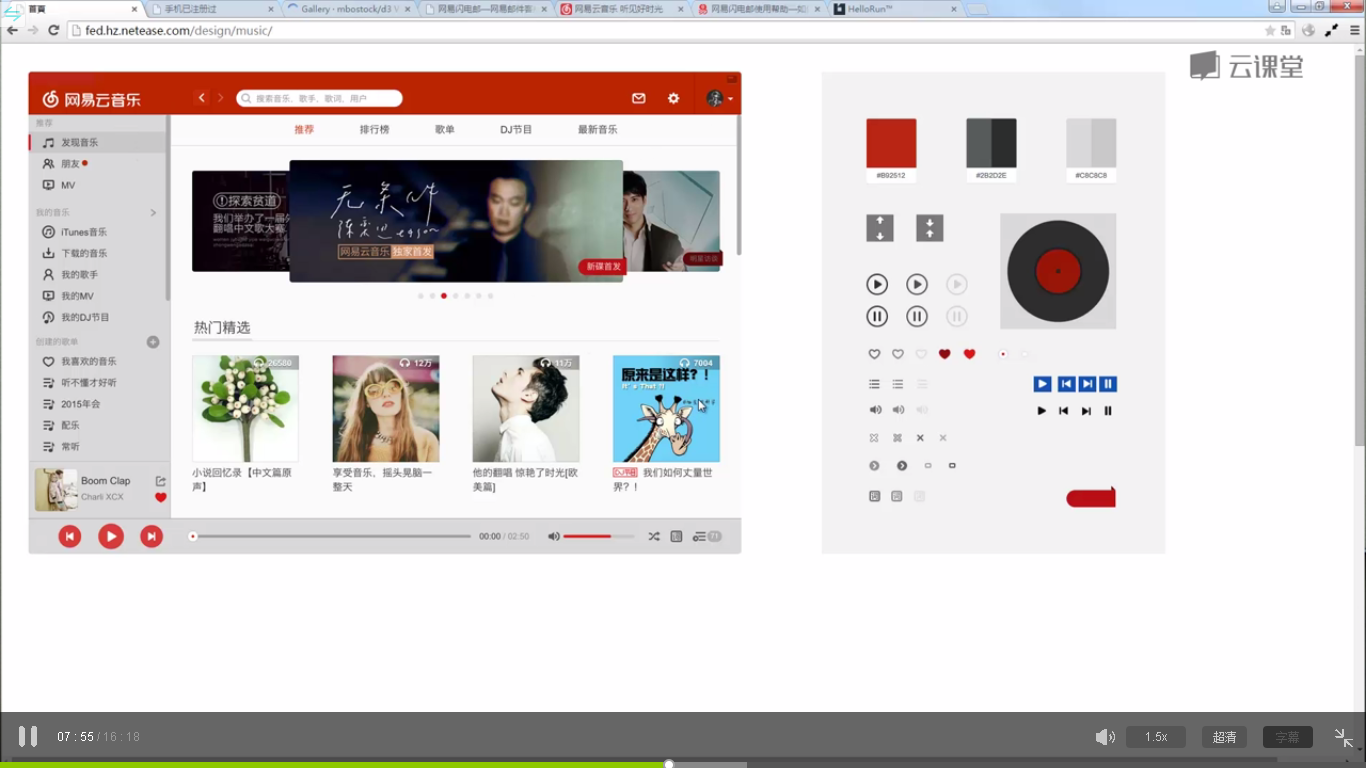 首頁
手机已注册过
Gallery · mbostock/d3 V
网易闪电邮—网易邮件客
网易云音乐 听见好时光
网易闪电邮使用帮助—如
HelloRun™
fed.hz.netease.com/design/music/
云课堂
网易云音乐
搜索音乐、歌手、歌词、用户
推荐
发现音乐
朋友
MV
我的音乐
iTunes音乐
下载的音乐
我的歌手
我的MV
我的DJ节目
创建的歌单
我喜欢的音乐
听不懂才好听
2015年会
配乐
常听
Boom Clap
Charli XCX
推荐
排行榜
歌单
DJ节目
最新音乐
探索贡道
我们举办了一届
翻唱中文歌大赛
无条件
陈奕迅eason
网易云音乐 独家首发
新碟首发
明星访谈
热门精选
26580
12万
11万
7004
原来是这样?!
It's That !!
小说回忆录【中文篇原
声】
享受音乐、摇头晃脑一
整天
他的翻唱 惊艳了时光[欧
美篇]
DJ节目 我们如何丈量世
界?!
00:00 / 02:50
71
#B92512
#2B2D2E
#C8C8C8
07:55/16:18
1.5x
超清
字幕